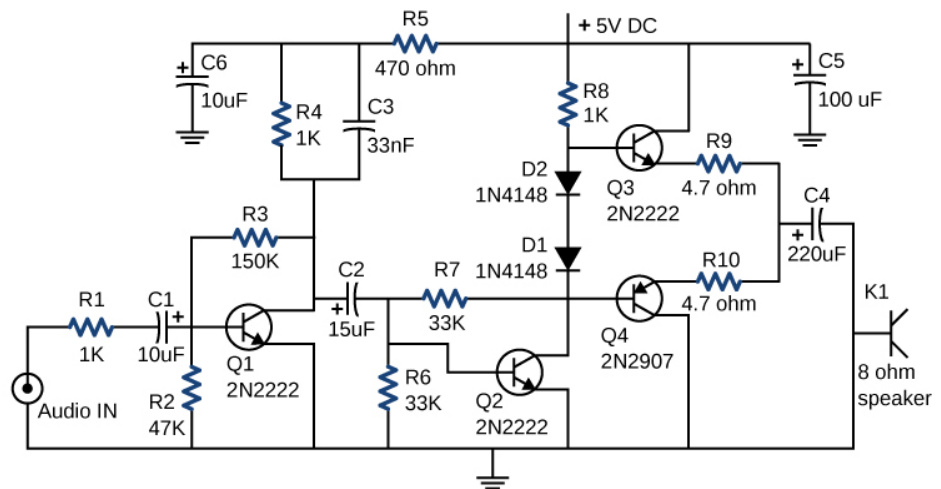 R5
470 ohm
+ 5V DC
+
C6
10uF
R4
1K
C3
33nF
R8
1K
+
C5
100 uF
D2
1N4148
Q3
2N2222
R9
4.7 ohm
R3
150K
D1
1N4148
C4
+
220uF
R1
1K
C1
+
10uF
Q1
2N2222
C2
+
15uF
R7
33K
R10
4.7 ohm
Q4
2N2907
K1
8 ohm
speaker
Audio IN
R2
47K
R6
33K
Q2
2N2222